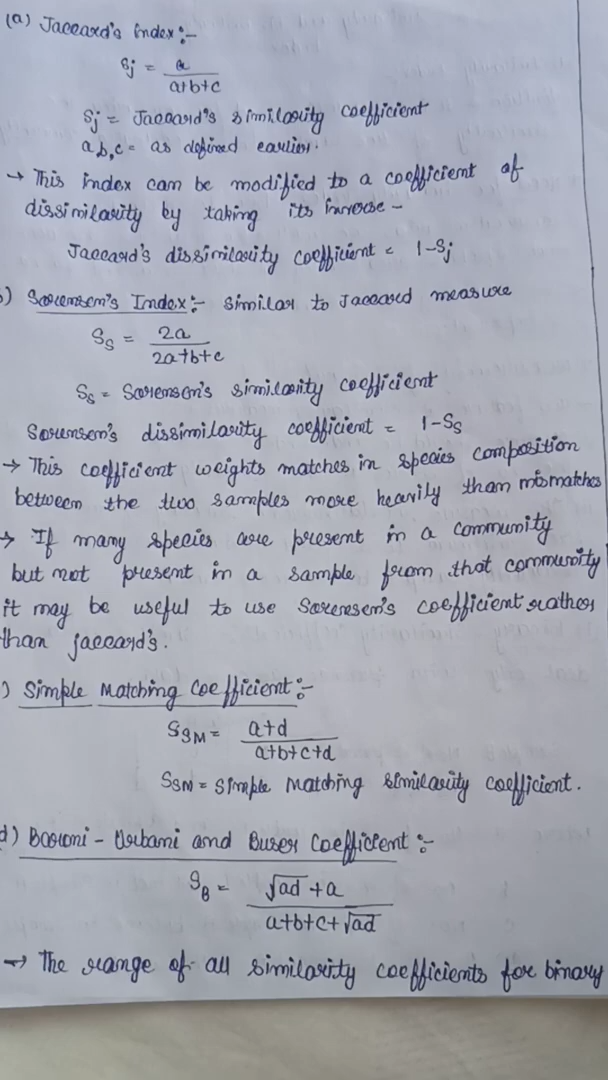 (a) Jaccard's index :-
Sj = a / a+b+c
Sj = Jaccard's similarity coefficient
a,b,c = as defined earlier.
→ This index can be modified to a coefficient of
dissimilarity by taking its inverse -
Jaccard's dissimilarity coefficient = 1-Sj
) Sorensen's Index :- similar to Jaccard measure
Ss = 2a / 2a+b+c
Ss = Sorensen's similarity coefficient
Sorensen's dissimilarity coefficient = 1-Ss
→ This coefficient weights matches in species composition
between the two samples more heavily than mismatches
→ If many species are present in a community
but not present in a sample from that community
it may be useful to use Sorensen's coefficient rather
than jaccard's.
) Simple Matching Coefficient :-
SSM = a+d / a+b+c+d
SSM = Simple Matching similarity coefficient.
d) Baroni - Urbani and Buser Coefficient :-
SB = √ad + a / a+b+c+√ad
→ The range of all similarity coefficients for binary